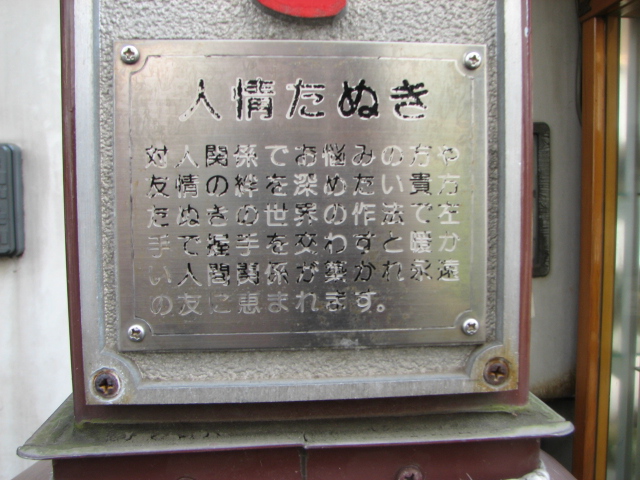 人情たぬき
対人関係でお悩みの方や
友情の絆を深めたい貴方
たぬきの世界の作法で左
手で握手を交わすと暖か
い人間関係が築かれ永遠
の友に恵まれます。